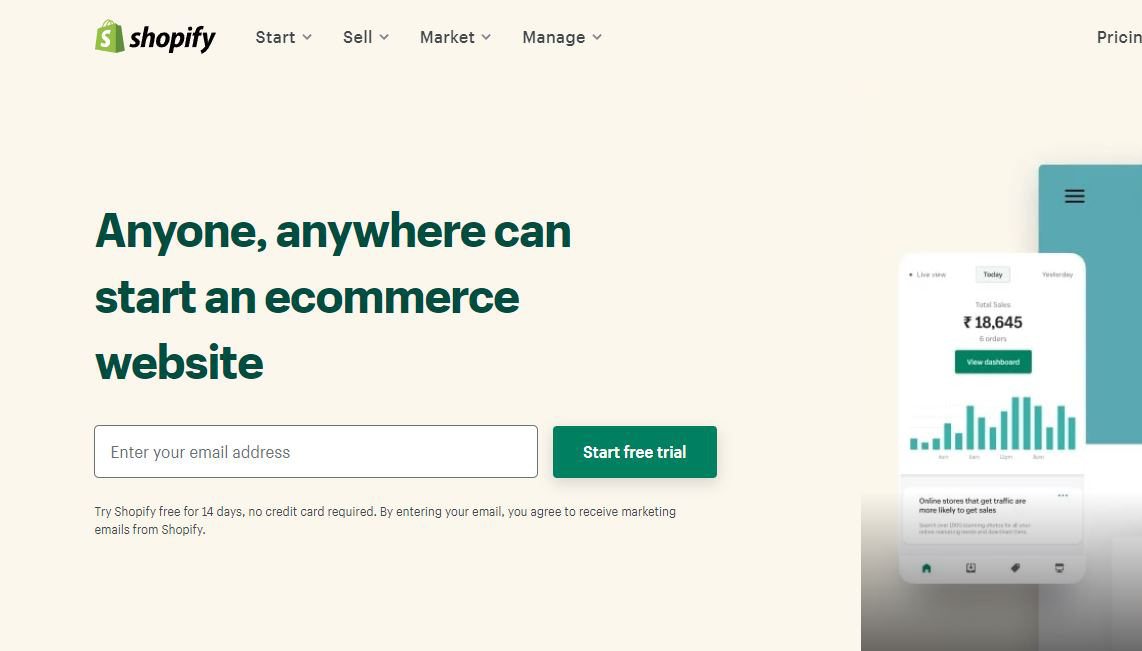 shopify
Start
Sell
Market
Manage
Pricin
Anyone, anywhere can
start an ecommerce
website
Enter your email address
Start free trial
Try Shopify free for 14 days, no credit card required. By entering your email, you agree to receive marketing
emails from Shopify.
Live view
Today
Yesterday
Total Sales
₹ 18,645
6 orders
View dashboard
Online stores that get traffic are
more likely to get sales